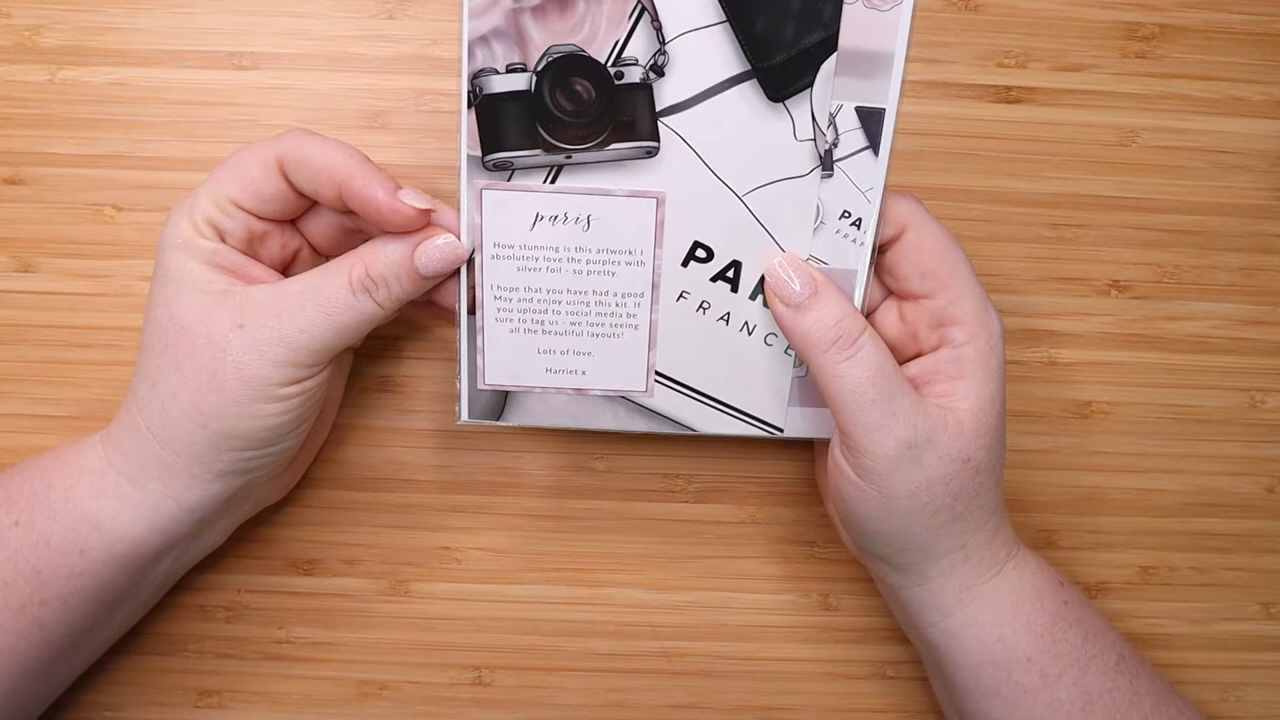 paris
How stunning is this artwork! I
absolutely love the purples with
silver foil - so pretty.
I hope that you have had a good
May and enjoy using this kit. If
you upload to social media be
sure to tag us - we love seeing
all the beautiful layouts!
Lots of love,
Harriet x
FRANCE